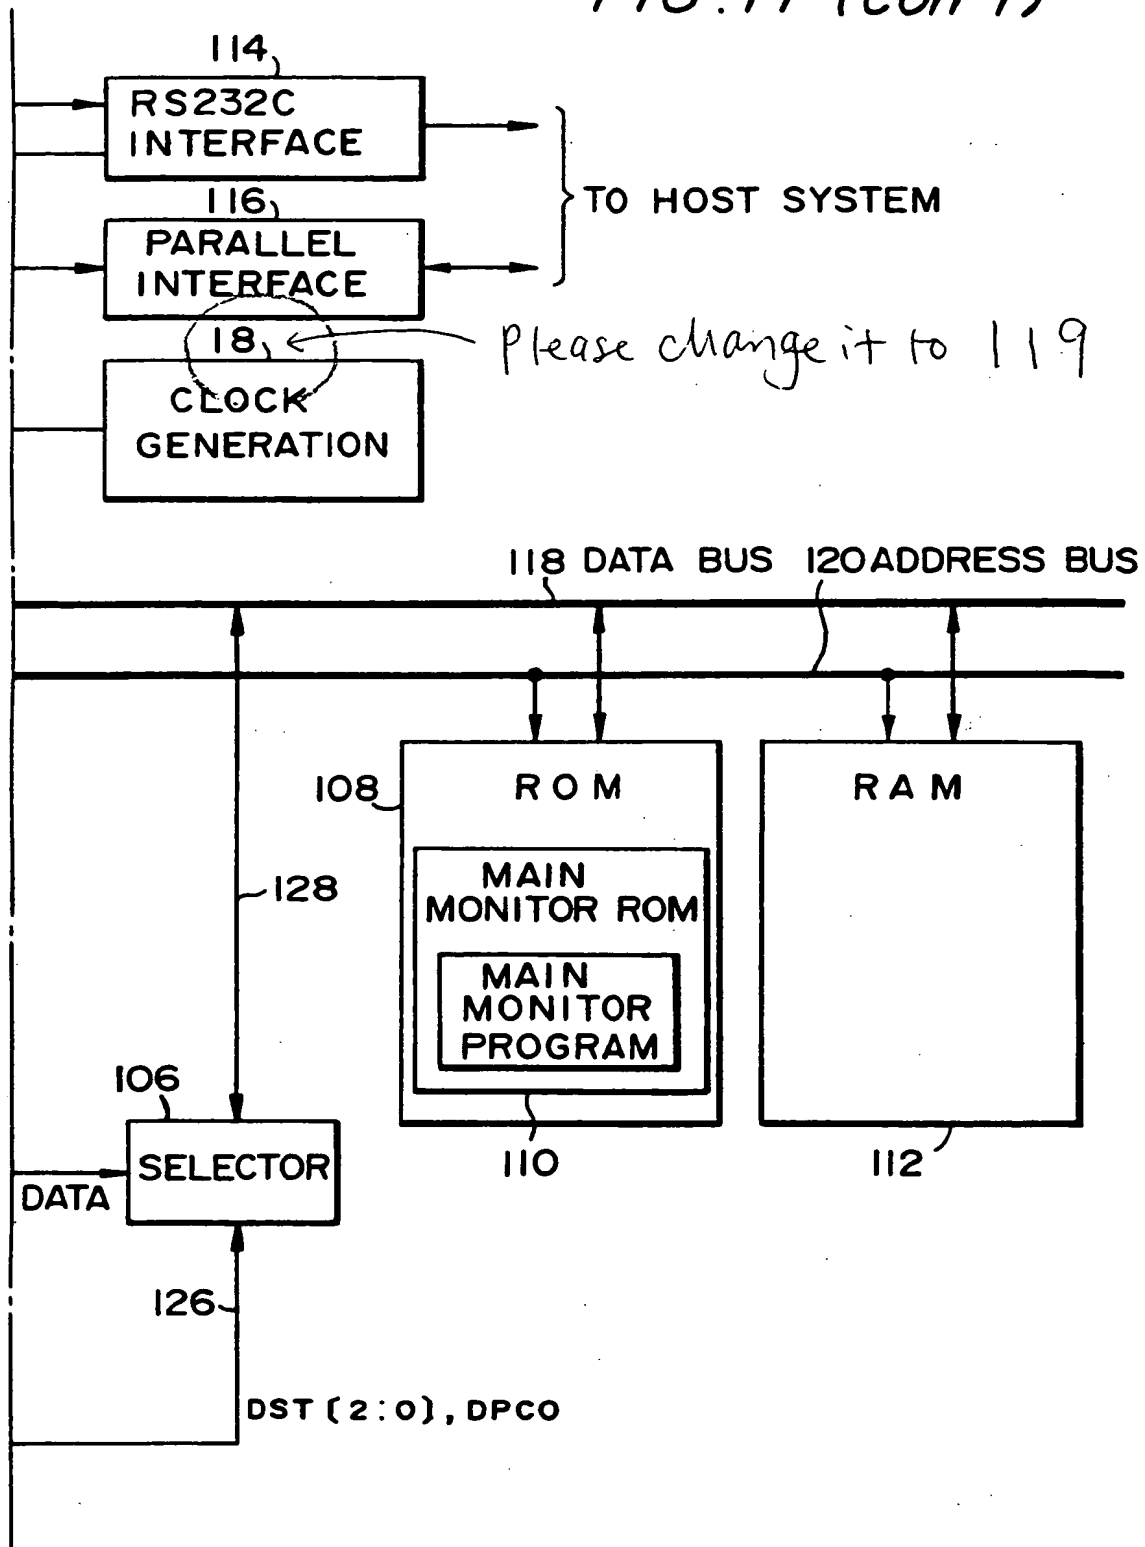 114
RS232C
INTERFACE
116
PARALLEL
INTERFACE
TO HOST SYSTEM
18
Please change it to 119
CLOCK
GENERATION
118 DATA BUS 120 ADDRESS BUS
108
ROM
RAM
MAIN
MONITOR ROM
MAIN
MONITOR
PROGRAM
128
106
SELECTOR
DATA
110
112
126
DST (2:0), DPCO